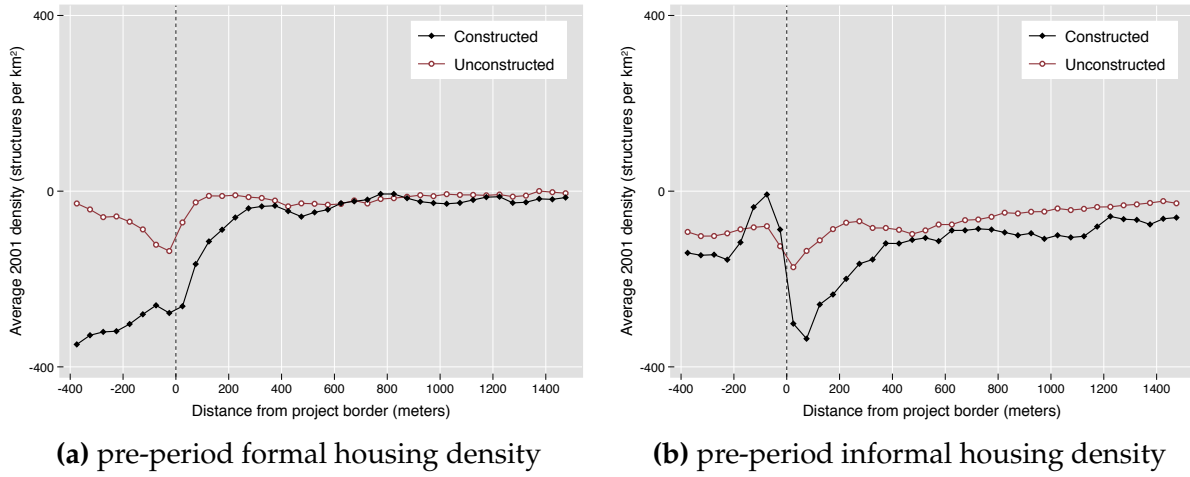 400
0
-400
Average 2001 density (structures per km²)
-400 -200 0 200 400 600 800 1000 1200 1400
Distance from project border (meters)
Constructed
Unconstructed
(a) pre-period formal housing density
400
0
-400
Average 2001 density (structures per km²)
-400 -200 0 200 400 600 800 1000 1200 1400
Distance from project border (meters)
Constructed
Unconstructed
(b) pre-period informal housing density